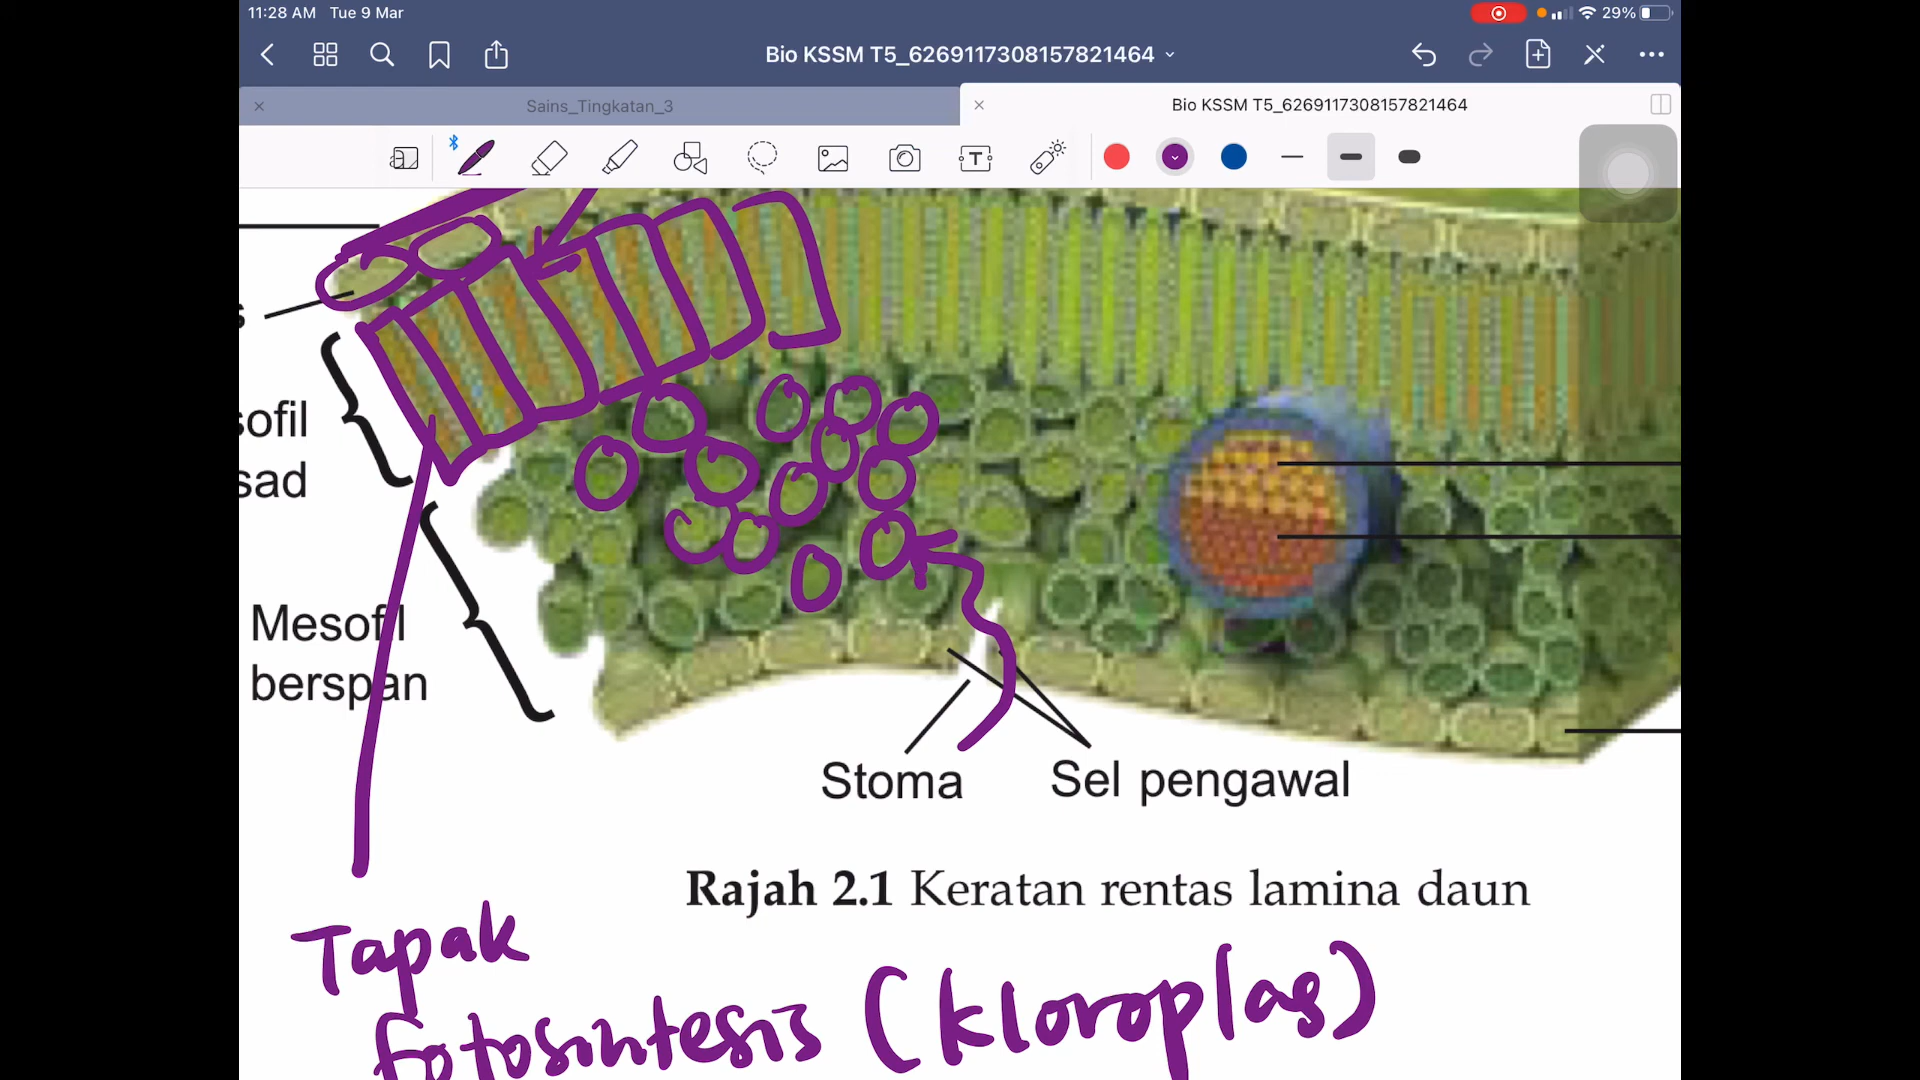 11:28 AM Tue 9 Mar
29%
Bio KSSM T5_6269117308157821464
Sains_Tingkatan_3
Bio KSSM T5_6269117308157821464
s
sofil
sad
Mesofil
berspan
Stoma
Sel pengawal
Rajah 2.1 Keratan rentas lamina daun
Tapak
fotosintesis (kloroplas)